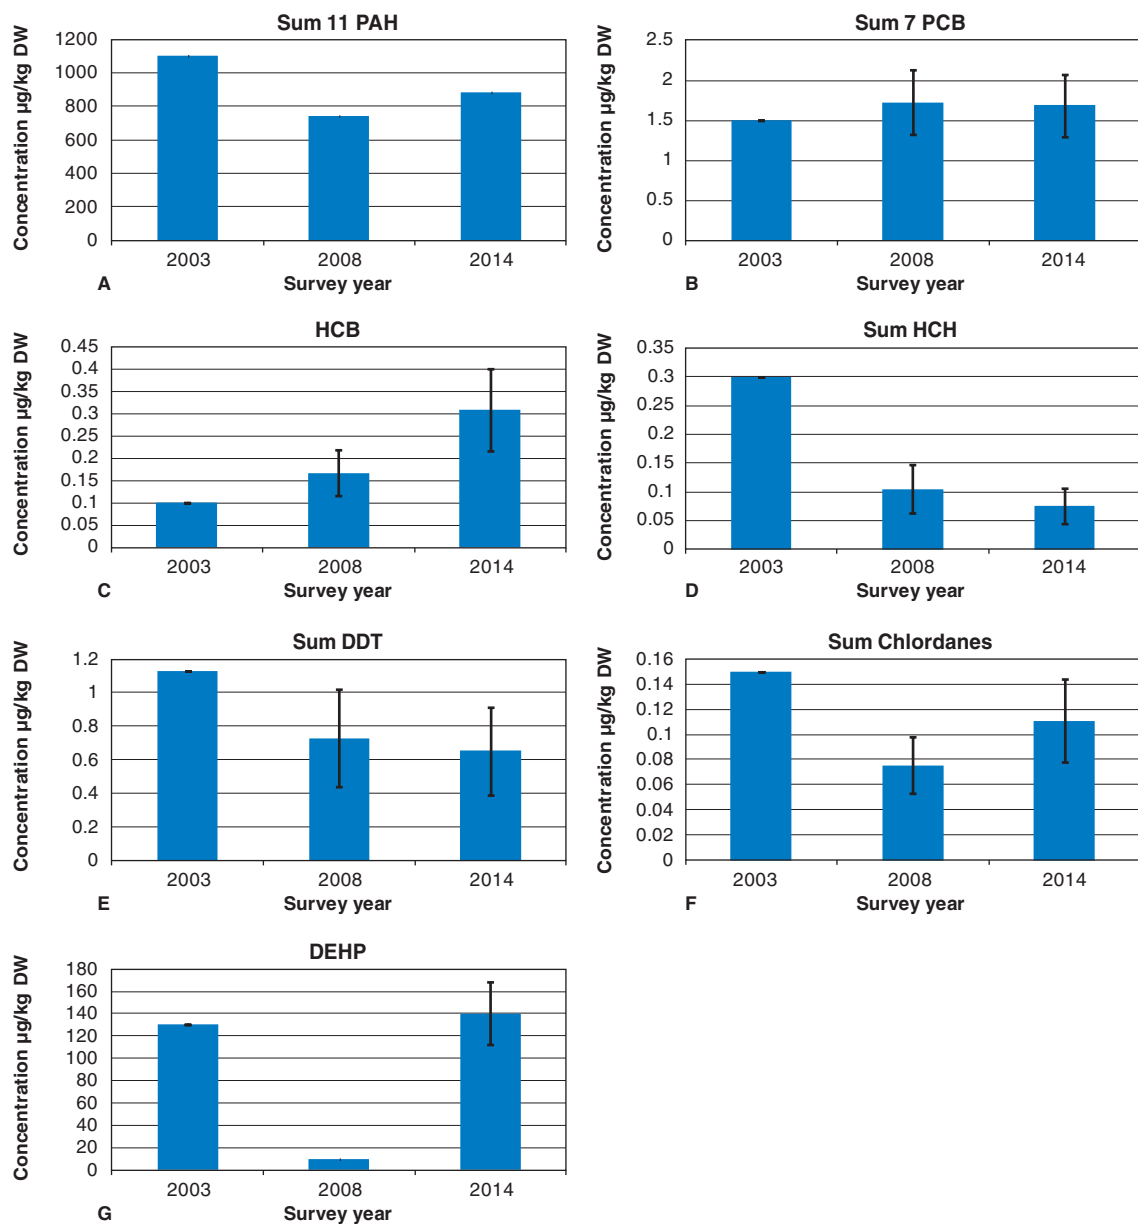 Sum 11 PAH
Concentration µg/kg DW
1200
1000
800
600
400
200
0
2003 2008 2014
A Survey year
Sum 7 PCB
Concentration µg/kg DW
2.5
2
1.5
1
0.5
0
2003 2008 2014
B Survey year
HCB
Concentration µg/kg DW
0.45
0.4
0.35
0.3
0.25
0.2
0.15
0.1
0.05
0
2003 2008 2014
C Survey year
Sum HCH
Concentration µg/kg DW
0.35
0.3
0.25
0.2
0.15
0.1
0.05
0
2003 2008 2014
D Survey year
Sum DDT
Concentration µg/kg DW
1.2
1
0.8
0.6
0.4
0.2
0
2003 2008 2014
E Survey year
Sum Chlordanes
Concentration µg/kg DW
0.16
0.14
0.12
0.1
0.08
0.06
0.04
0.02
0
2003 2008 2014
F Survey year
DEHP
Concentration µg/kg DW
180
160
140
120
100
80
60
40
20
0
2003 2008 2014
G Survey year